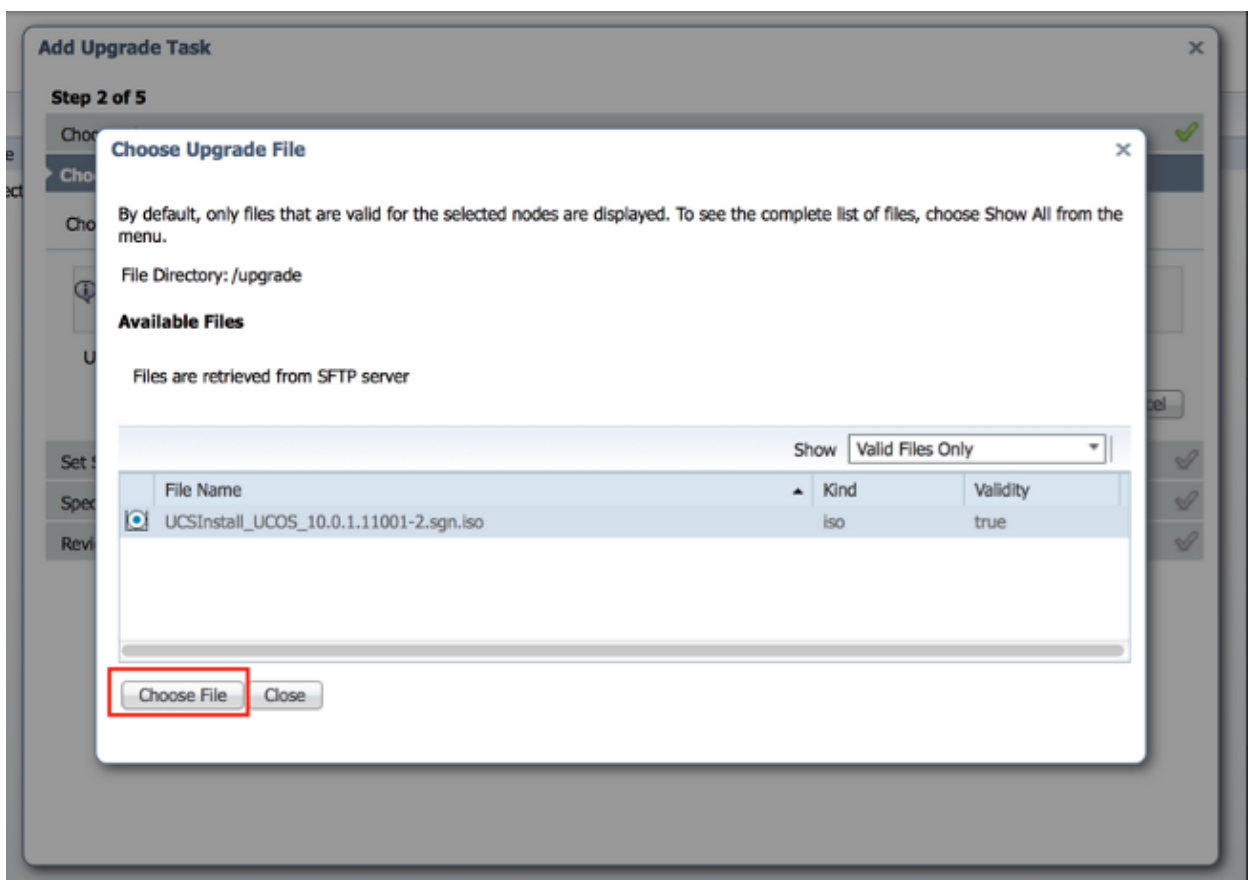 Add Upgrade Task
Step 2 of 5
Choose Upgrade File
By default, only files that are valid for the selected nodes are displayed. To see the complete list of files, choose Show All from the
menu.
File Directory: /upgrade
Available Files
Files are retrieved from SFTP server
Show Valid Files Only
File Name Kind Validity
UCSInstall_UCOS_10.0.1.11001-2.sgn.iso iso true
Choose File Close
Set